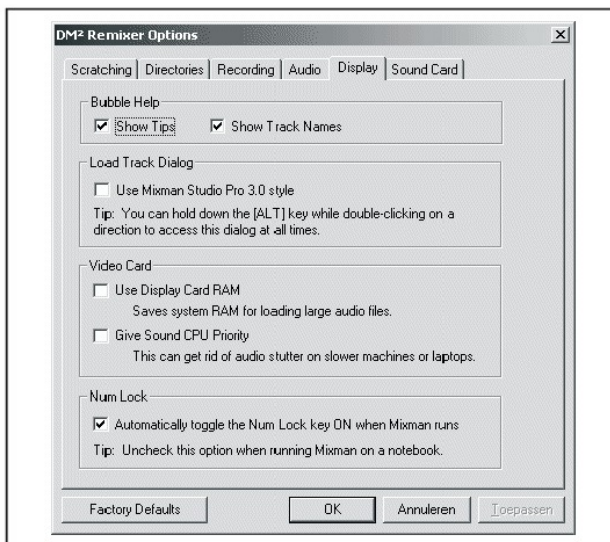 DM² Remixer Options
Scratching Directories Recording Audio Display Sound Card
Bubble Help
Show Tips Show Track Names
Load Track Dialog
Use Mixman Studio Pro 3.0 style
Tip: You can hold down the [ALT] key while double-clicking on a
direction to access this dialog at all times.
Video Card
Use Display Card RAM
Saves system RAM for loading large audio files.
Give Sound CPU Priority
This can get rid of audio stutter on slower machines or laptops.
Num Lock
Automatically toggle the Num Lock key ON when Mixman runs
Tip: Uncheck this option when running Mixman on a notebook.
Factory Defaults OK Annuleren Toepassen